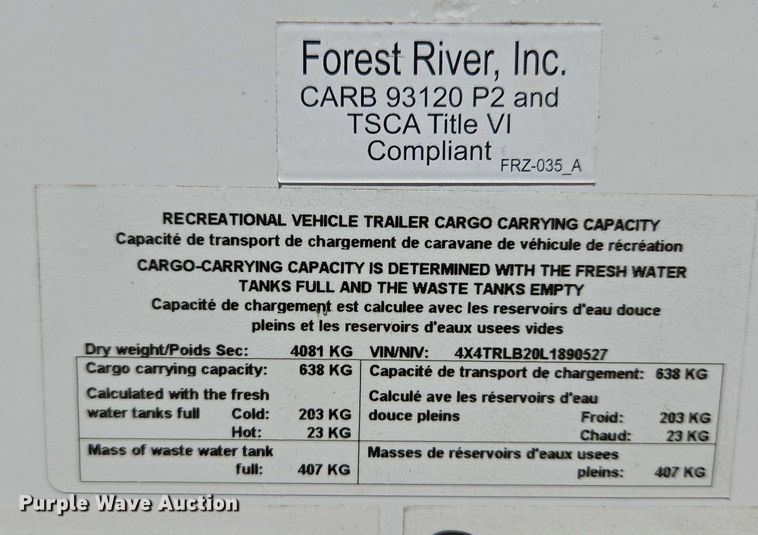 Forest River, Inc.
CARB 93120 P2 and
TSCA Title VI
Compliant FRZ-035_A
RECREATIONAL VEHICLE TRAILER CARGO CARRYING CAPACITY
Capacité de transport de chargement de caravane de véhicule de récréation
CARGO-CARRYING CAPACITY IS DETERMINED WITH THE FRESH WATER
TANKS FULL AND THE WASTE TANKS EMPTY
Capacité de chargement est calculee avec les reservoirs d'eau douce
pleins et les reservoirs d'eaux usees vides
Dry weight/Poids Sec: 4081 KG VIN/NIV: 4X4TRLB20L1890527
Cargo carrying capacity: 638 KG Capacité de transport de chargement: 638 KG
Calculated with the fresh Calculé ave les réservoirs d'eau
water tanks full Cold: 203 KG douce pleins Froid: 203 KG
Hot: 23 KG Chaud: 23 KG
Mass of waste water tank Masses de réservoirs d'eaux usees
full: 407 KG pleins: 407 KG
Purple Wave Auction